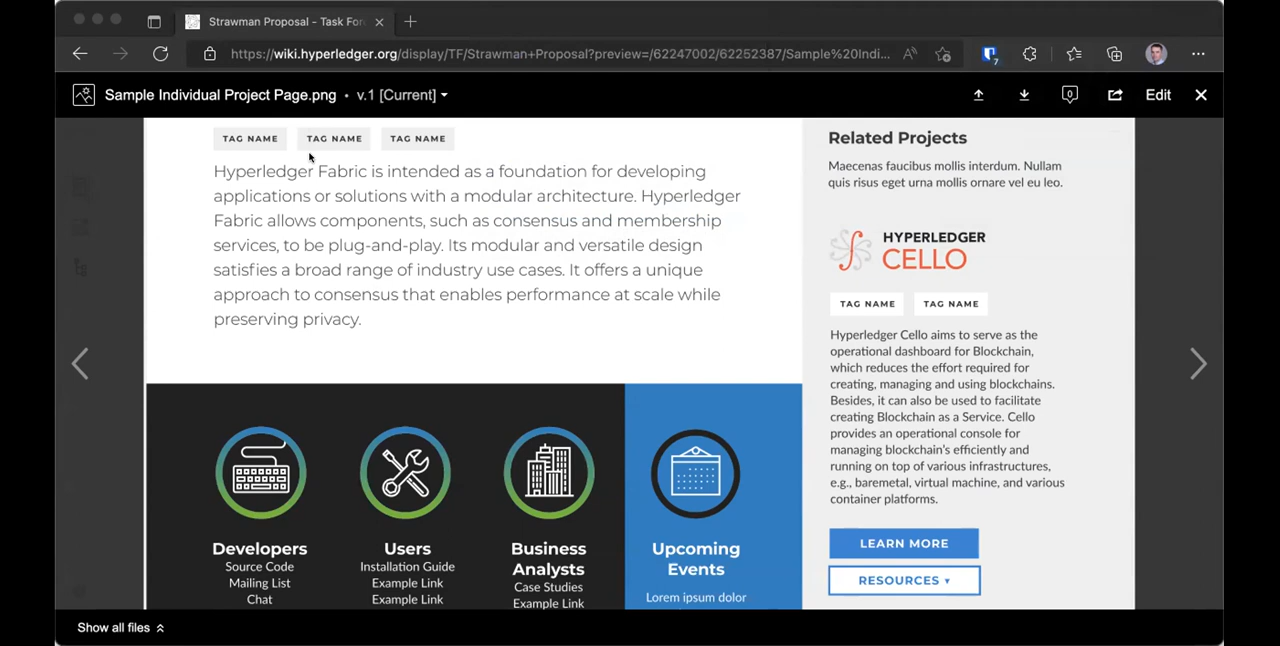 Strawman Proposal - Task For
https://wiki.hyperledger.org/display/TF/Strawman+Proposal?preview=/62247002/62252387/Sample%20Indi...
7
Sample Individual Project Page.png • v.1 [Current]
0
Edit
TAG NAME TAG NAME TAG NAME
Hyperledger Fabric is intended as a foundation for developing
applications or solutions with a modular architecture. Hyperledger
Fabric allows components, such as consensus and membership
services, to be plug-and-play. Its modular and versatile design
satisfies a broad range of industry use cases. It offers a unique
approach to consensus that enables performance at scale while
preserving privacy.
Developers
Source Code
Mailing List
Chat
Users
Installation Guide
Example Link
Example Link
Business
Analysts
Case Studies
Example Link
Upcoming
Events
Lorem ipsum dolor
Related Projects
Maecenas faucibus mollis interdum. Nullam
quis risus eget urna mollis ornare vel eu leo.
HYPERLEDGER
CELLO
TAG NAME TAG NAME
Hyperledger Cello aims to serve as the
operational dashboard for Blockchain,
which reduces the effort required for
creating, managing and using blockchains.
Besides, it can also be used to facilitate
creating Blockchain as a Service. Cello
provides an operational console for
managing blockchain's efficiently and
running on top of various infrastructures,
e.g., baremetal, virtual machine, and various
container platforms.
LEARN MORE
RESOURCES
Show all files